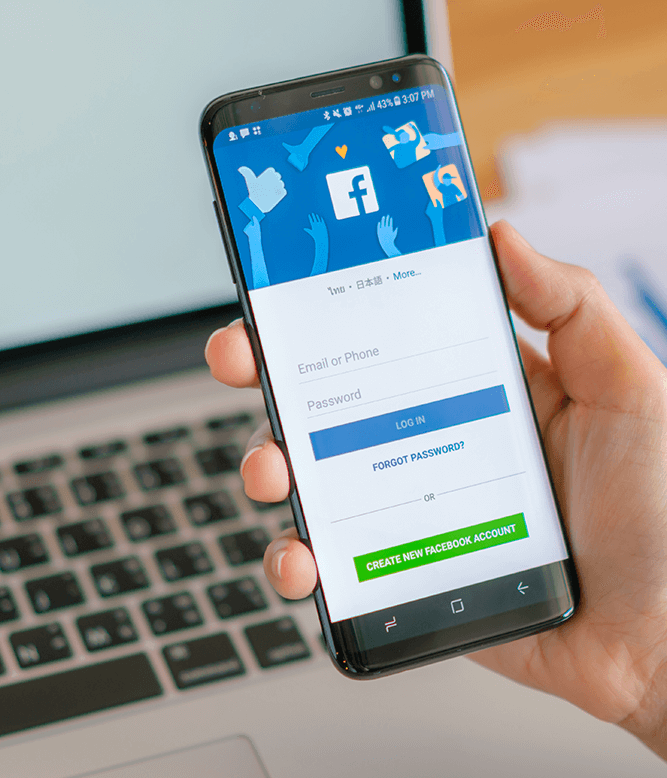 43% 3:07 PM
f
ไทย • 日本語 • More...
Email or Phone
Password
LOG IN
FORGOT PASSWORD?
OR
CREATE NEW FACEBOOK ACCOUNT